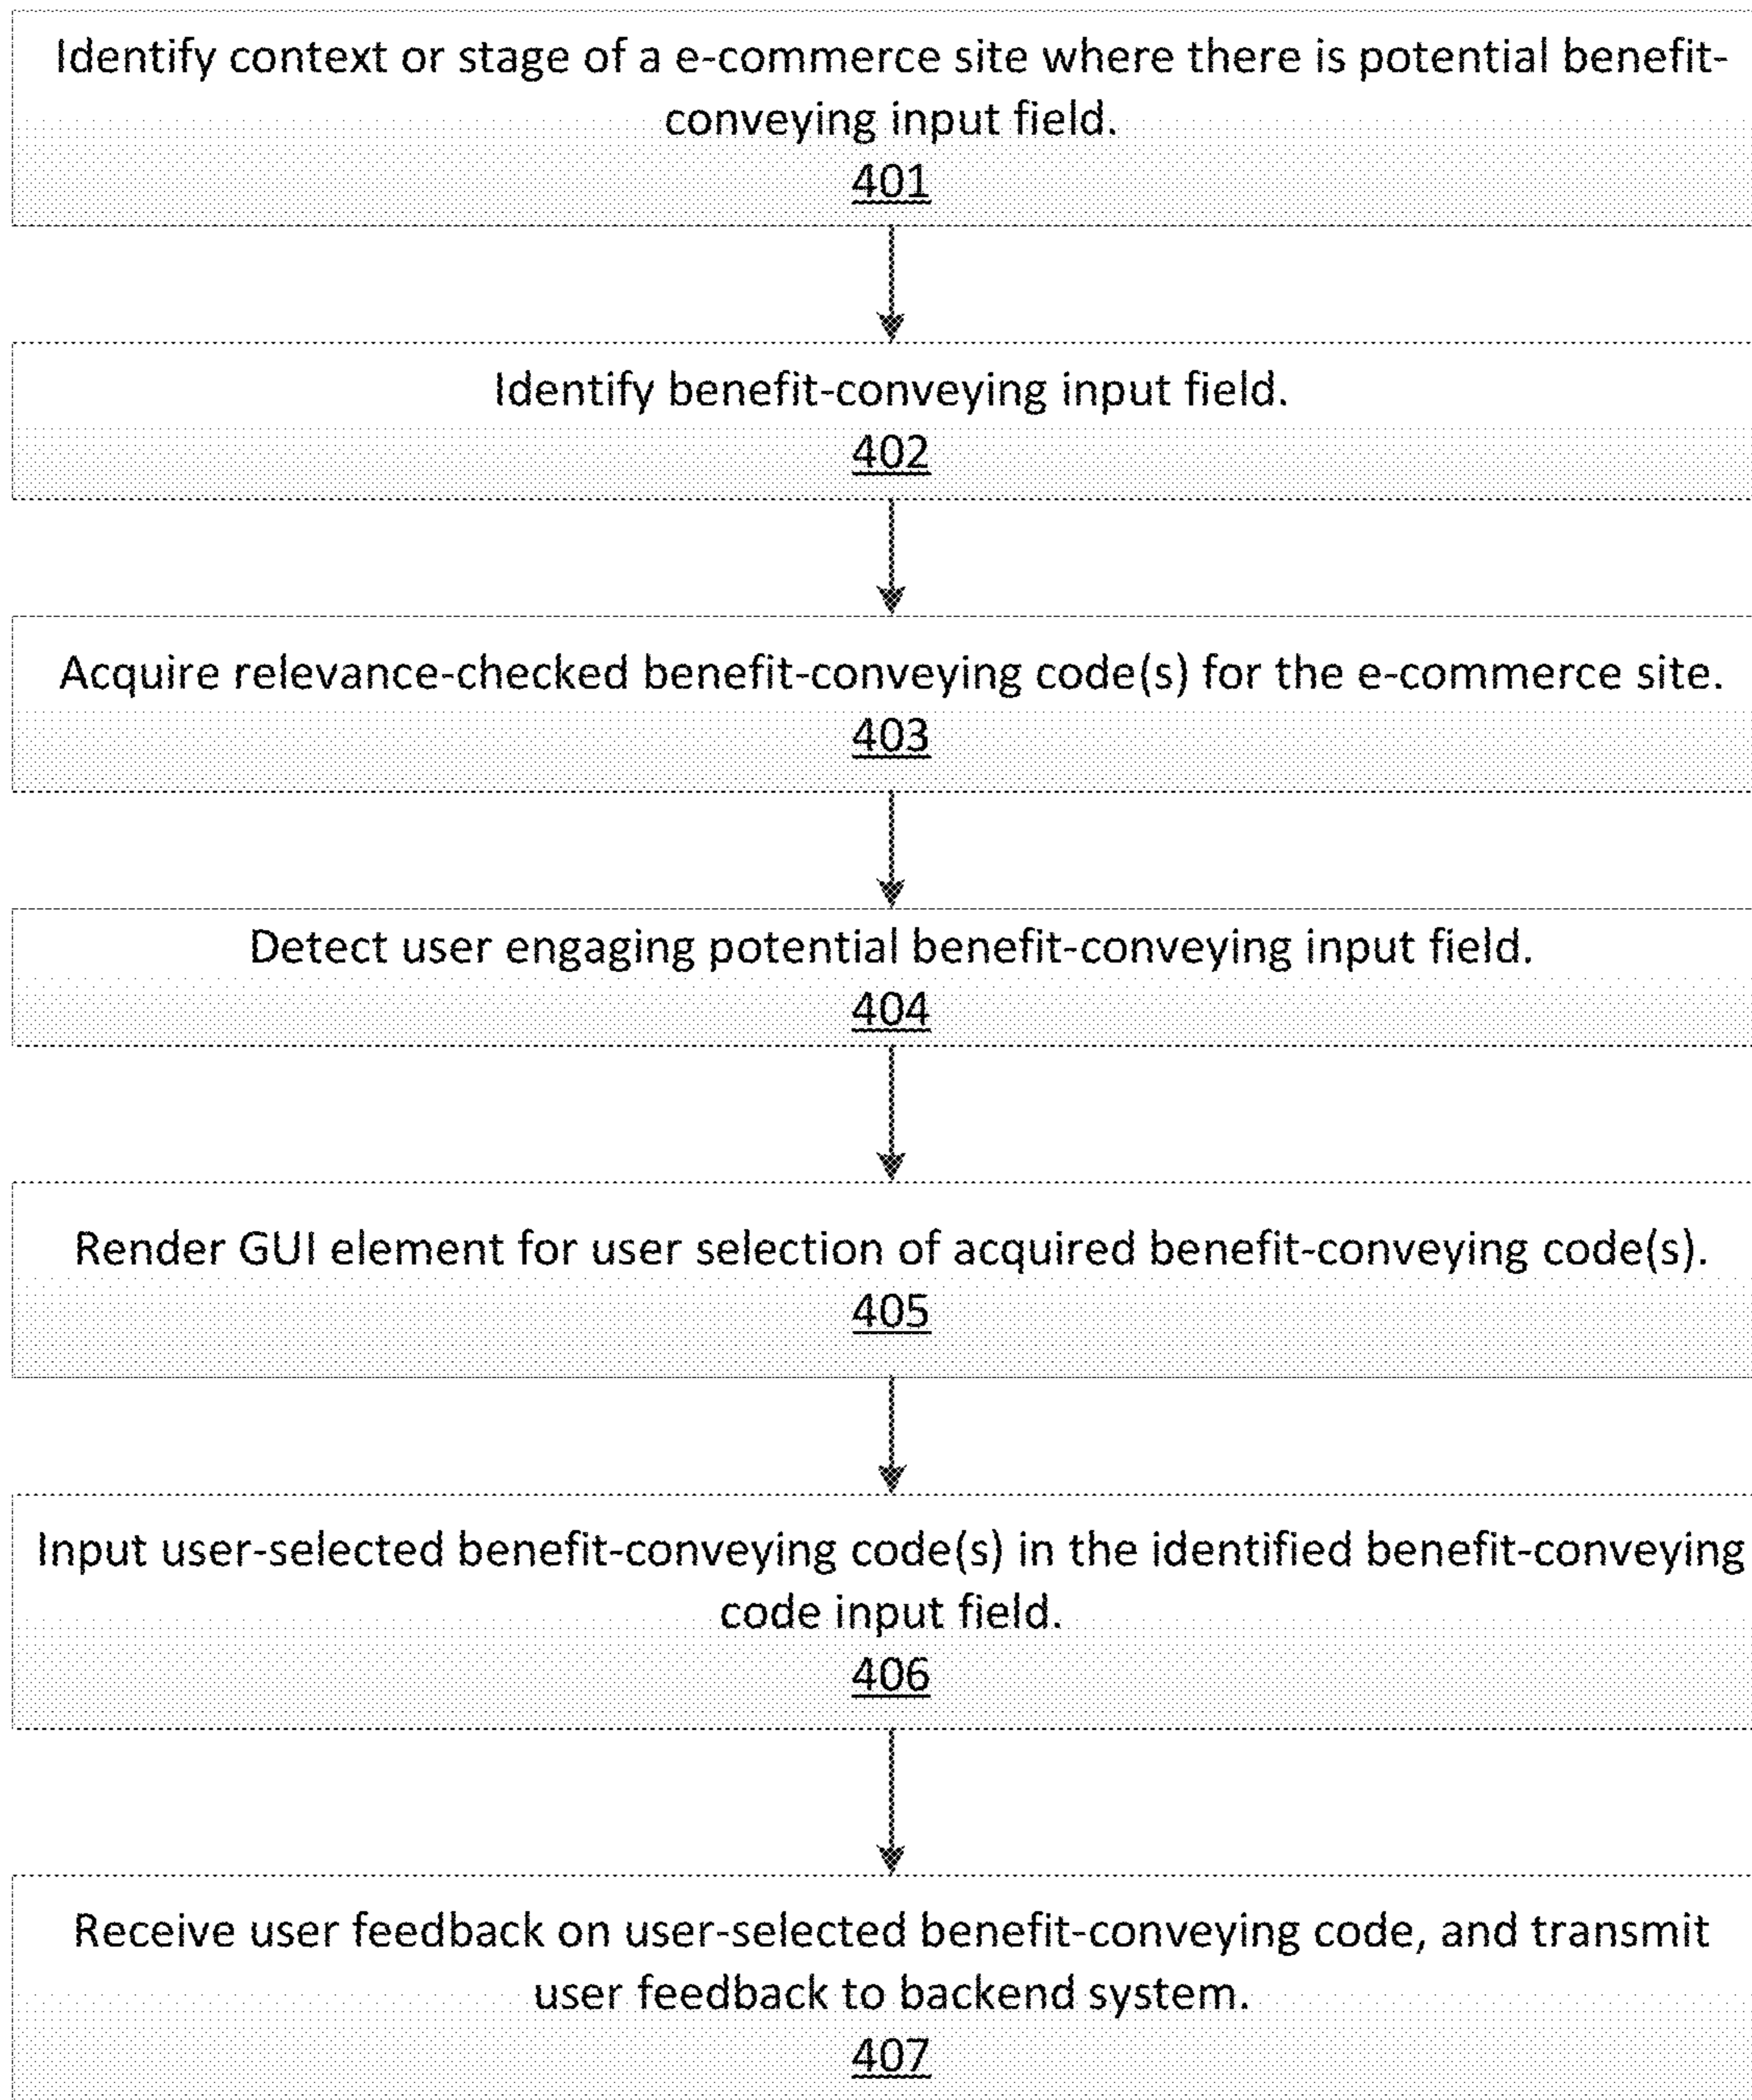 Identify context or stage of a e-commerce site where there is potential benefit-
conveying input field.
401
Identify benefit-conveying input field.
402
Acquire relevance-checked benefit-conveying code(s) for the e-commerce site.
403
Detect user engaging potential benefit-conveying input field.
404
Render GUI element for user selection of acquired benefit-conveying code(s).
405
Input user-selected benefit-conveying code(s) in the identified benefit-conveying
code input field.
406
Receive user feedback on user-selected benefit-conveying code, and transmit
user feedback to backend system.
407